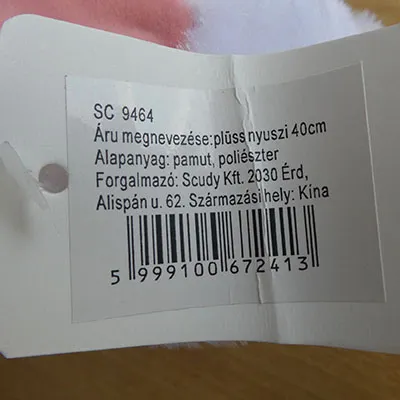 SC 9464
Áru megnevezése:plüss nyuszi 40cm
Alapanyag: pamut, poliészter
Forgalmazó: Scudy Kft. 2030 Érd,
Alispán u. 62. Származási hely: Kína
5 999100 672413